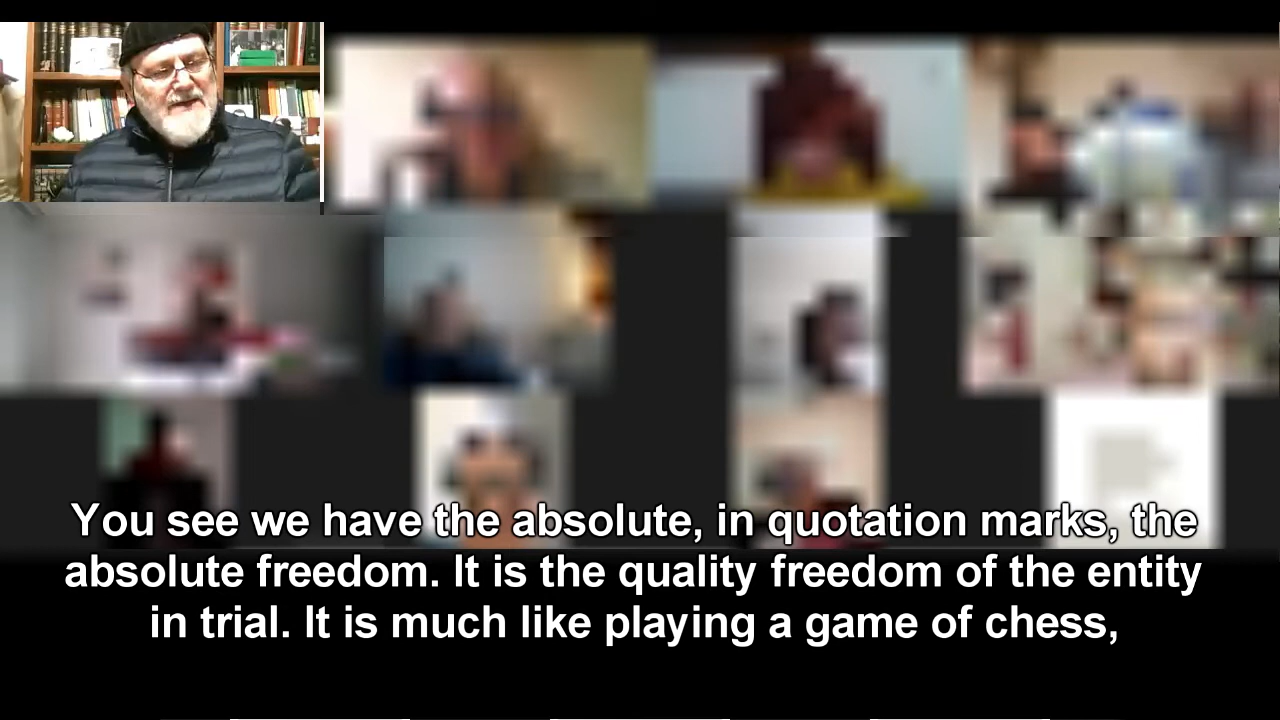 You see we have the absolute, in quotation marks, the
absolute freedom. It is the quality freedom of the entity
in trial. It is much like playing a game of chess,